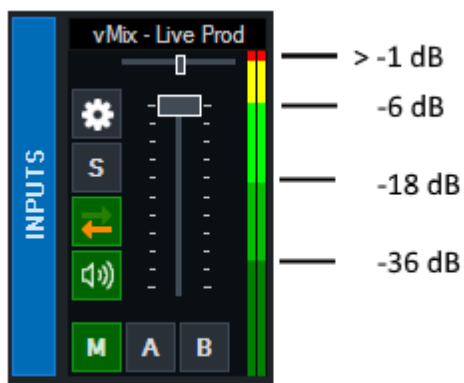 vMix - Live Prod
> -1 dB
-6 dB
S
-18 dB
INPUTS
-36 dB
M A B